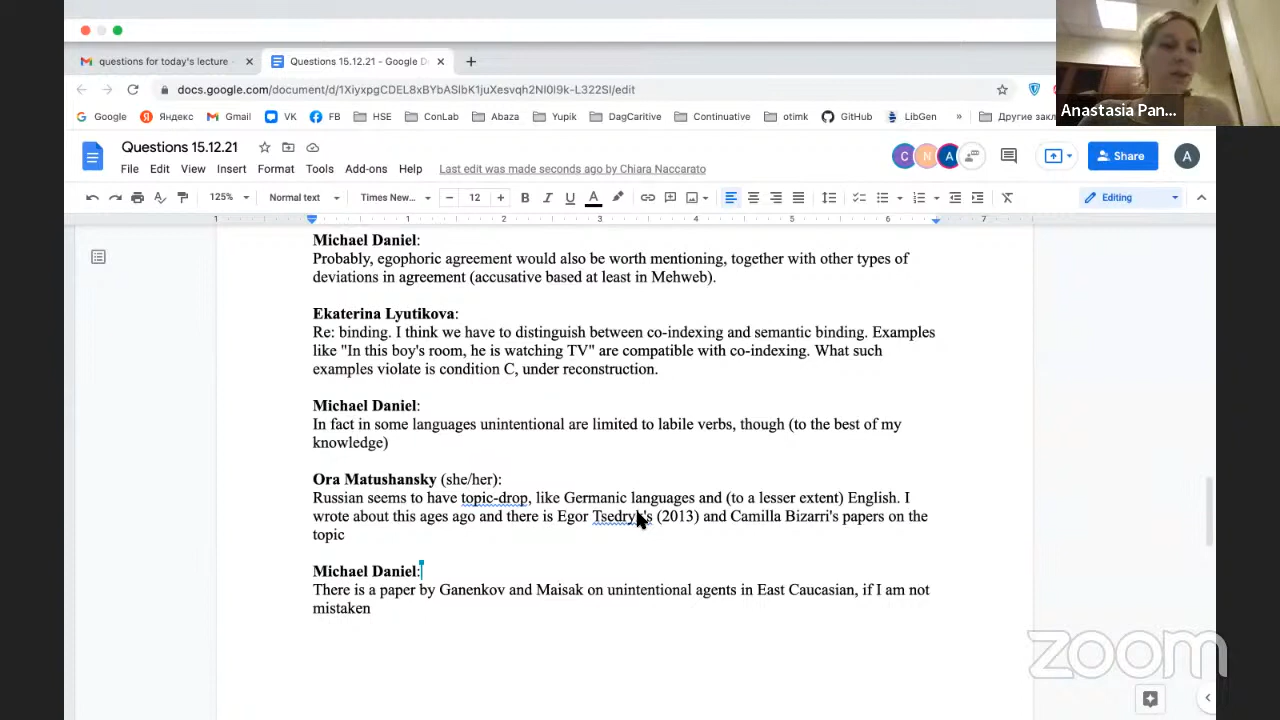 questions for today's lecture
Questions 15.12.21 - Google D
Anastasia Pan...
docs.google.com/document/d/1XiyxpgCDEL8xBYbASlbK1juXesvqh2Nl0l9k-L322SI/edit
Google Яндекс Gmail VK FB HSE ConLab Abaza Yupik DagCaritive Continuative otimk GitHub LibGen » Другие закл
Questions 15.12.21
File Edit View Insert Format Tools Add-ons Help Last edit was made seconds ago by Chiara Naccarato
C N A Share A
125% Normal text Times New... 12 B I U A Editing
1 1 2 3 4 5 6 7
Michael Daniel:
Probably, egophoric agreement would also be worth mentioning, together with other types of
deviations in agreement (accusative based at least in Mehweb).
Ekaterina Lyutikova:
Re: binding. I think we have to distinguish between co-indexing and semantic binding. Examples
like "In this boy's room, he is watching TV" are compatible with co-indexing. What such
examples violate is condition C, under reconstruction.
Michael Daniel:
In fact in some languages unintentional are limited to labile verbs, though (to the best of my
knowledge)
Ora Matushansky (she/her):
Russian seems to have topic-drop, like Germanic languages and (to a lesser extent) English. I
wrote about this ages ago and there is Egor Tsedryk's (2013) and Camilla Bizarri's papers on the
topic
Michael Daniel:
There is a paper by Ganenkov and Maisak on unintentional agents in East Caucasian, if I am not
mistaken
zoom